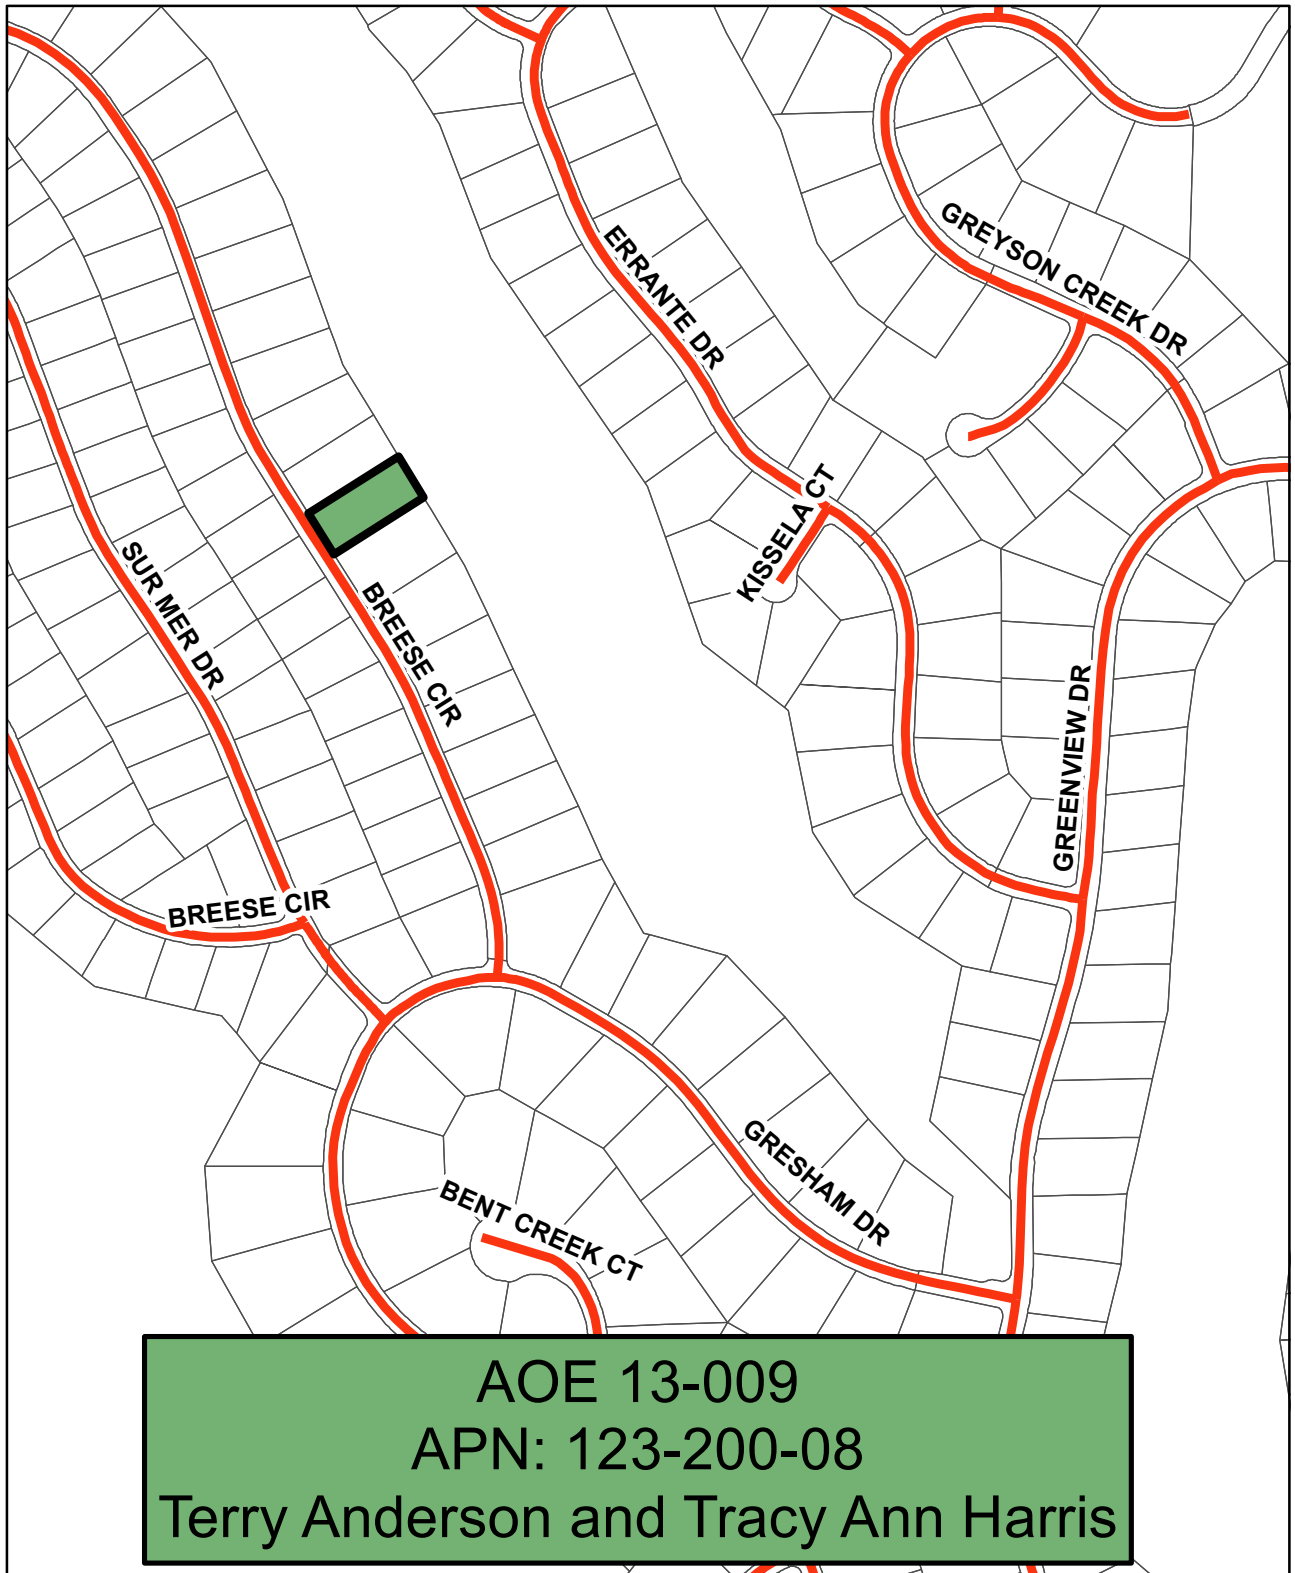 GREYSON CREEK DR
ERRANTE DR
KISSELA CT
SUR MER DR
BREESE CIR
GREENVIEW DR
BREESE CIR
GRESHAM DR
BENT CREEK CT
AOE 13-009
APN: 123-200-08
Terry Anderson and Tracy Ann Harris